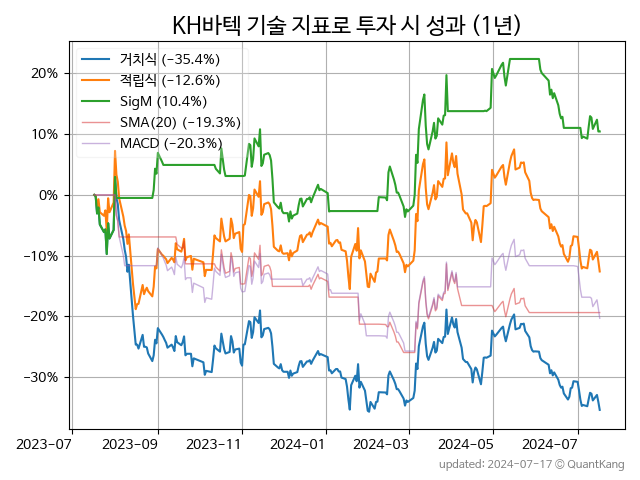 KH바텍 기술 지표로 투자 시 성과 (1년)
거치식 (−35.4%)
적립식 (−12.6%)
SigM (10.4%)
SMA(20) (−19.3%)
MACD (−20.3%)
20%
10%
0%
−10%
−20%
−30%
2023-07 2023-09 2023-11 2024-01 2024-03 2024-05 2024-07
updated: 2024-07-17 © QuantKang